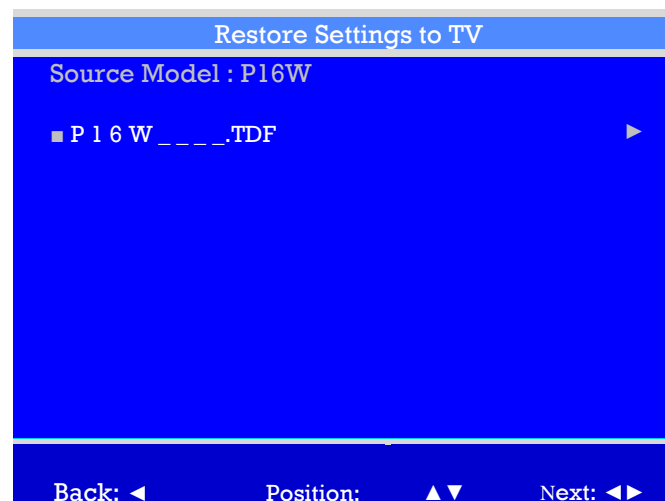 Restore Settings to TV
Source Model : P16W
■ P 1 6 W _ _ _ _.TDF ►
Back: ◄ Position: ▲▼ Next: ◄►